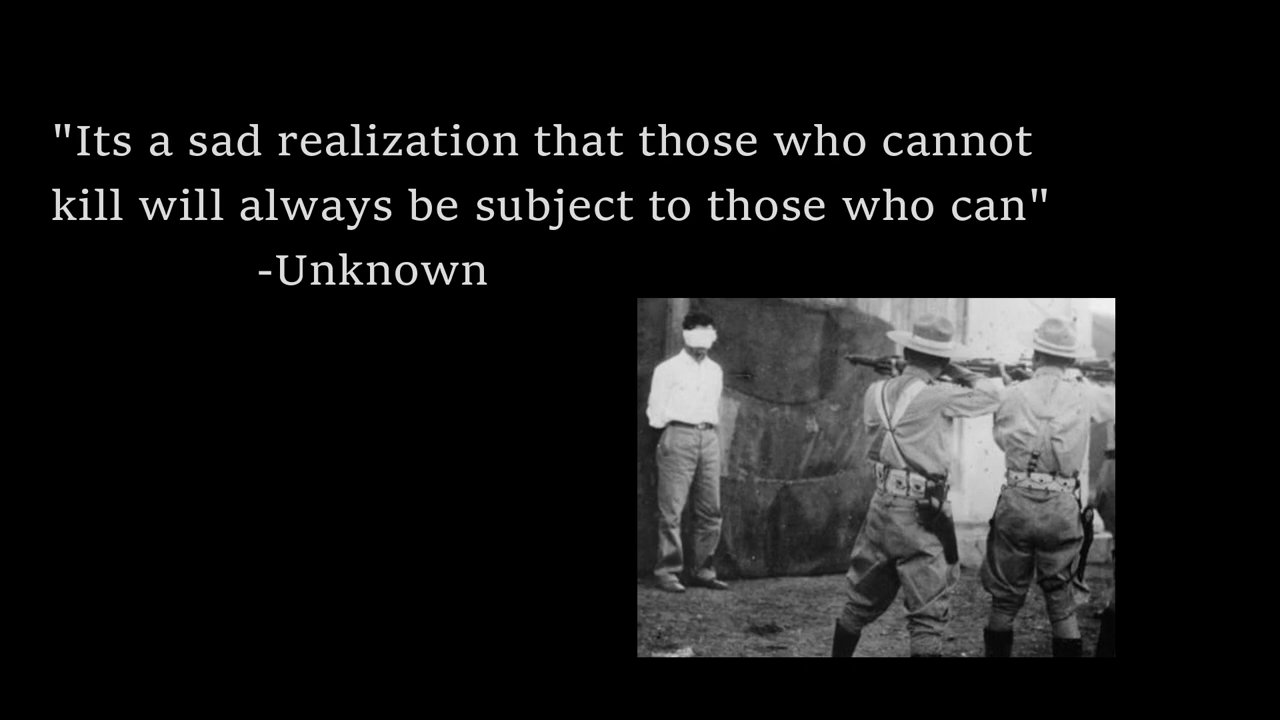 "Its a sad realization that those who cannot
kill will always be subject to those who can"
-Unknown